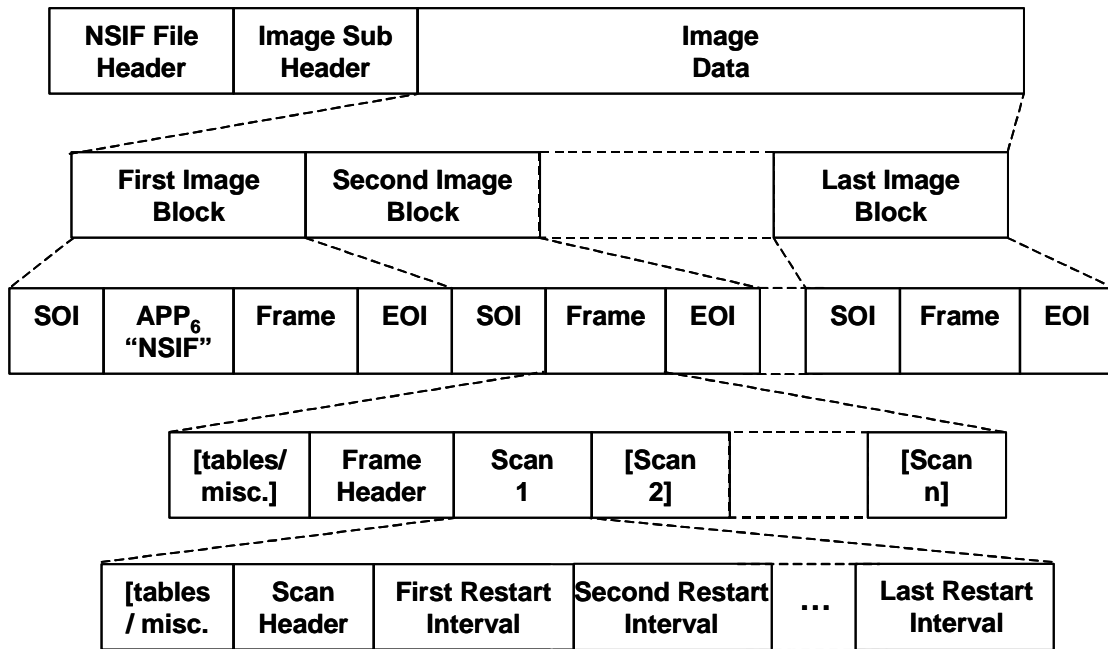 NSIF File
Header
Image Sub
Header
Image
Data
First Image
Block
Second Image
Block
Last Image
Block
SOI
APP₆
“NSIF”
Frame
EOI
SOI
Frame
EOI
SOI
Frame
EOI
[tables/
misc.]
Frame
Header
Scan
1
[Scan
2]
[Scan
n]
[tables
/ misc.
Scan
Header
First Restart
Interval
Second Restart
Interval
...
Last Restart
Interval